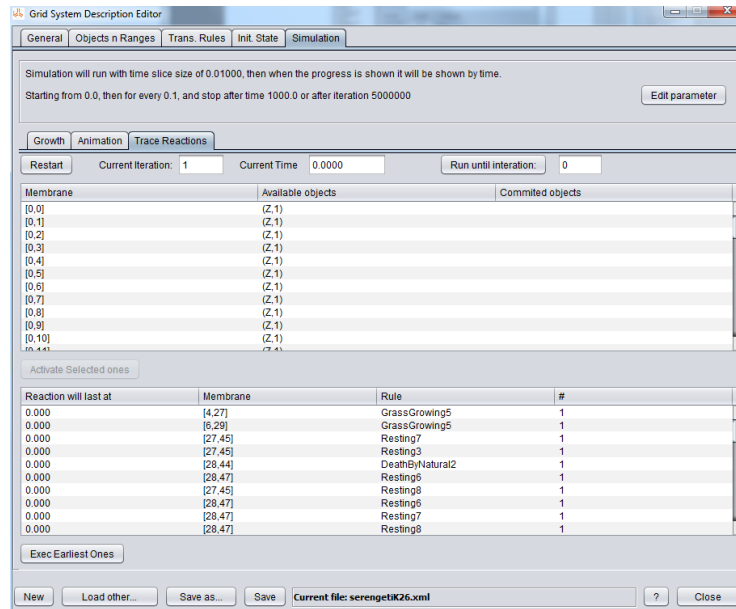 Grid System Description Editor
General Objects n Ranges Trans. Rules Init. State Simulation
Simulation will run with time slice size of 0.01000, then when the progress is shown it will be shown by time.
Starting from 0.0, then for every 0.1, and stop after time 1000.0 or after iteration 5000000
Edit parameter
Growth Animation Trace Reactions
Restart Current Iteration: 1 Current Time 0.0000 Run until interation: 0
Membrane Available objects Commited objects
[0,0] (Z,1)
[0,1] (Z,1)
[0,2] (Z,1)
[0,3] (Z,1)
[0,4] (Z,1)
[0,5] (Z,1)
[0,6] (Z,1)
[0,7] (Z,1)
[0,8] (Z,1)
[0,9] (Z,1)
[0,10] (Z,1)
[0,11] (Z,1)
Activate Selected ones
Reaction will last at Membrane Rule #
0.000 [4,27] GrassGrowing5 1
0.000 [6,29] GrassGrowing5 1
0.000 [27,45] Resting7 1
0.000 [27,45] Resting3 1
0.000 [28,44] DeathByNatural2 1
0.000 [28,47] Resting6 1
0.000 [27,45] Resting8 1
0.000 [28,47] Resting6 1
0.000 [28,47] Resting7 1
0.000 [28,47] Resting8 1
Exec Earliest Ones
New Load other... Save as... Save Current file: serengetiK26.xml ? Close